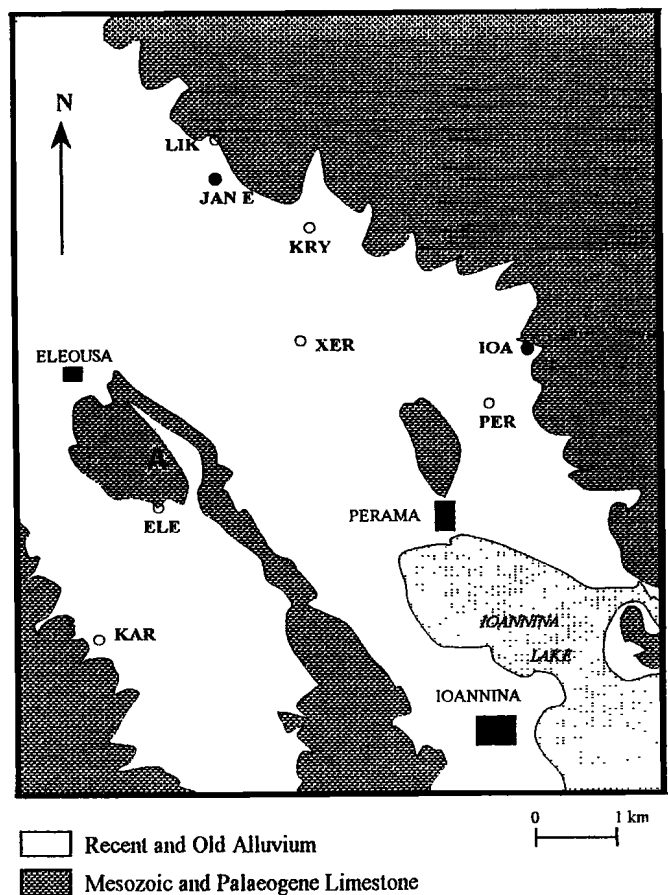 N
LIK
JAN E
KRY
XER
IOA
ELEOUSA
PER
A
PERAMA
ELE
IOANNINA
LAKE
KAR
IOANNINA
0 1 km
Recent and Old Alluvium
Mesozoic and Palaeogene Limestone